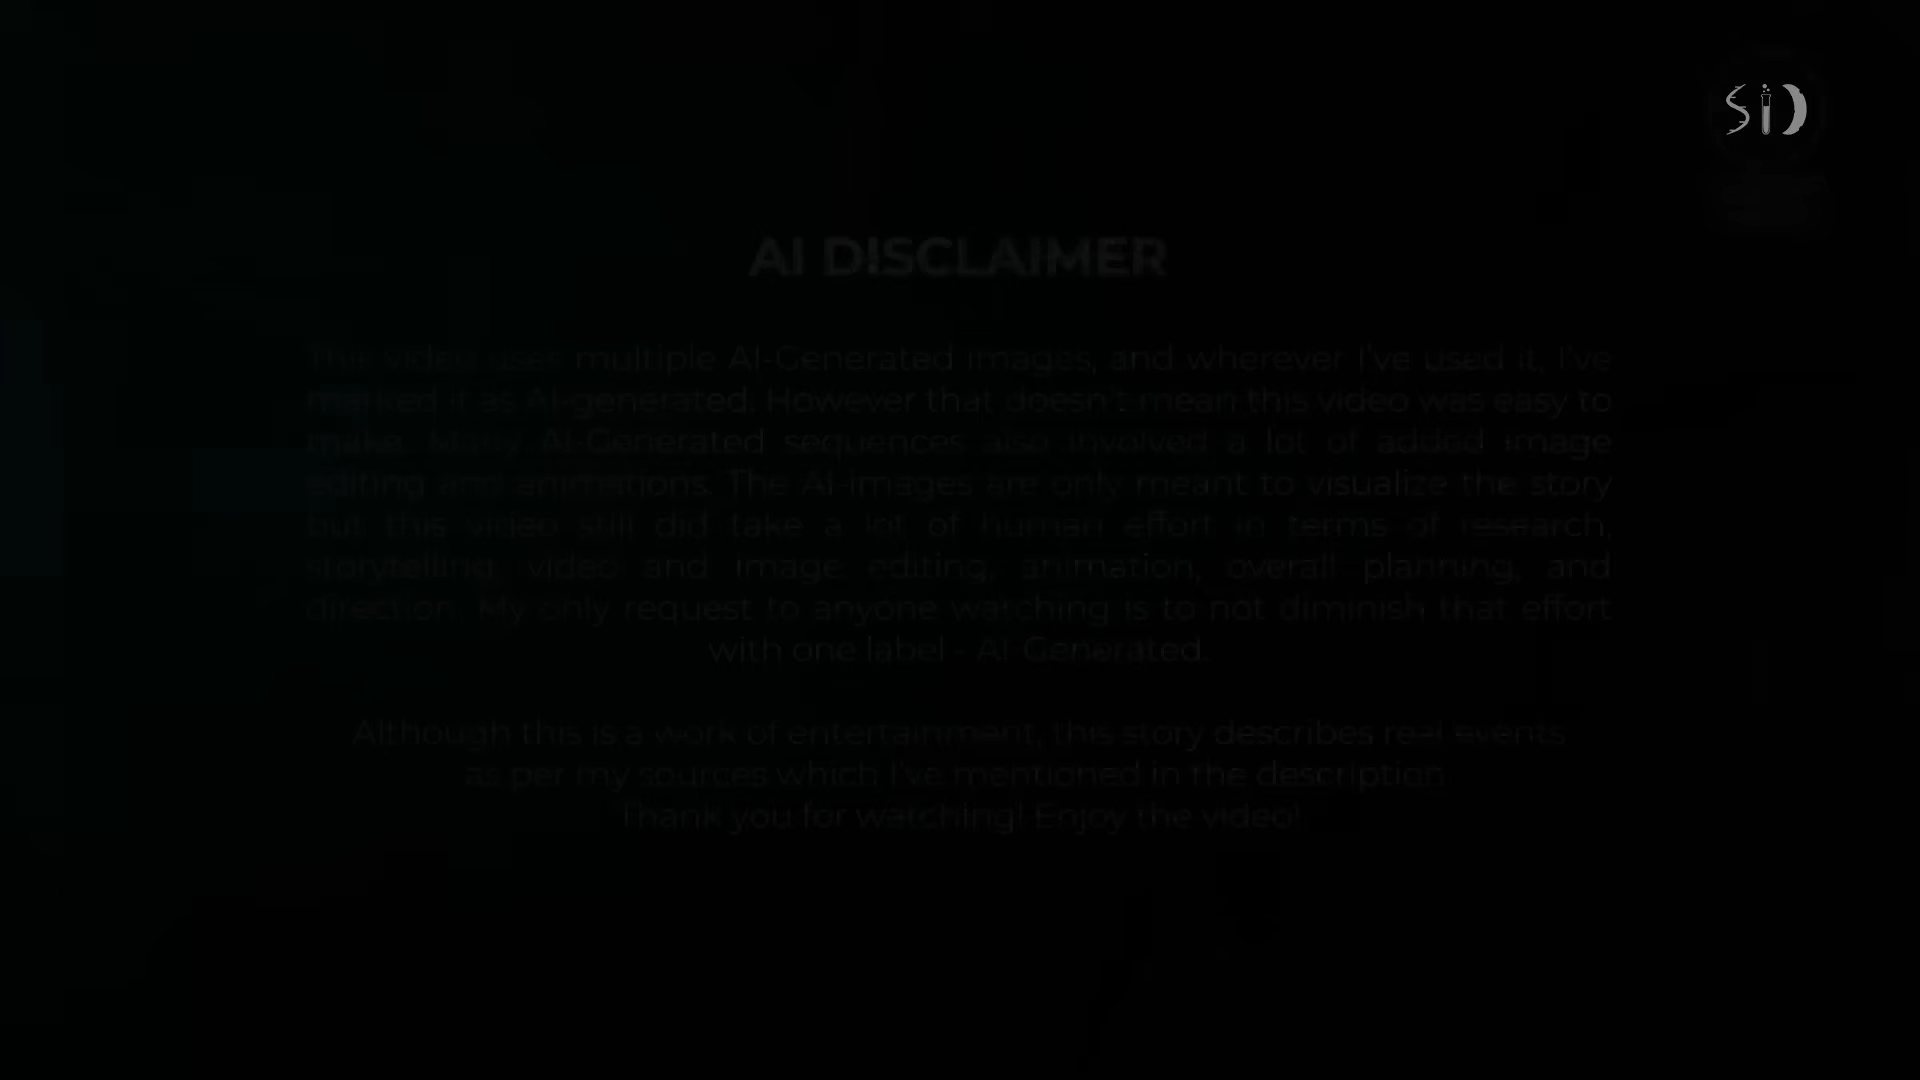 SiD
AI DISCLAIMER
This video uses multiple AI-Generated images, and wherever I've used it, I've
marked it as AI-generated. However that doesn't mean this video was easy to
make. Many AI-Generated sequences also involved a lot of added image
editing and animations. The AI-images are only meant to visualize the story
but this video still did take a lot of human effort in terms of research,
storytelling, video and image editing, animation, overall planning, and
direction. My only request to anyone watching is to not diminish that effort
with one label - AI-Generated.
Although this is a work of entertainment, this story describes real events
as per my sources which I've mentioned in the description
Thank you for watching! Enjoy the video!